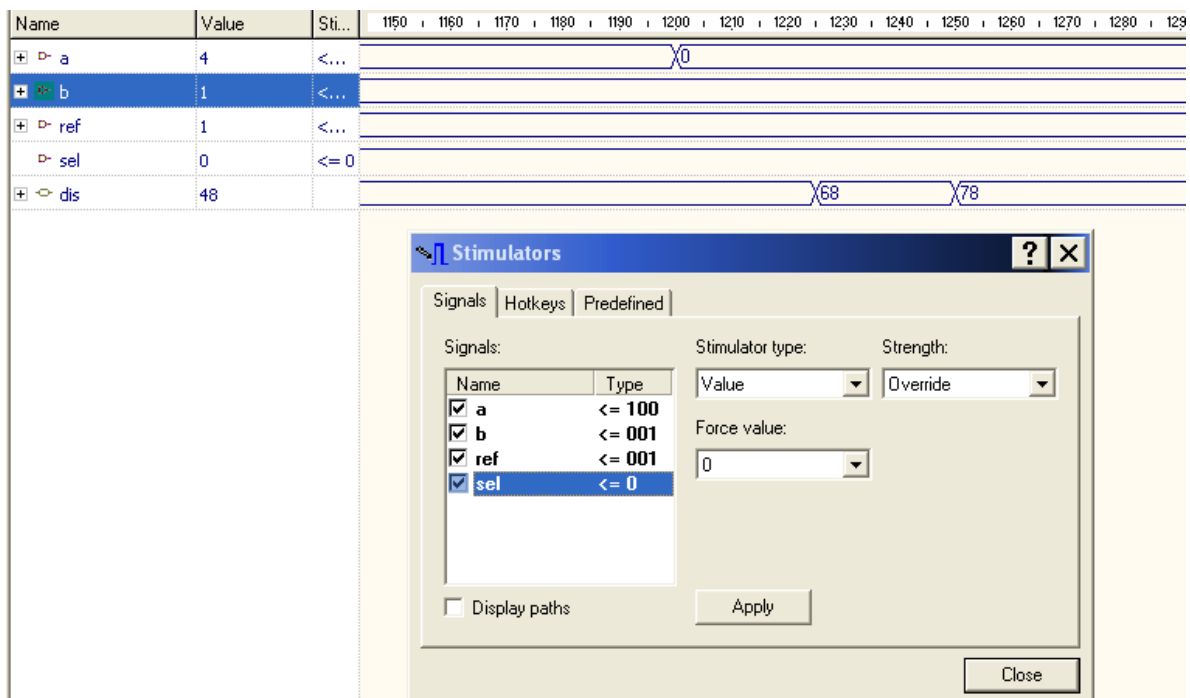 Name Value Sti... 1150 1160 1170 1180 1190 1200 1210 1220 1230 1240 1250 1260 1270 1280 129
a 4 <... 0
b 1 <...
ref 1 <...
sel 0 <= 0
dis 48 68 78
Stimulators ?
Signals Hotkeys Predefined
Signals: Stimulator type: Strength:
Name Type Value Override
a <= 100
b <= 001 Force value:
ref <= 001 0
sel <= 0
Display paths Apply
Close